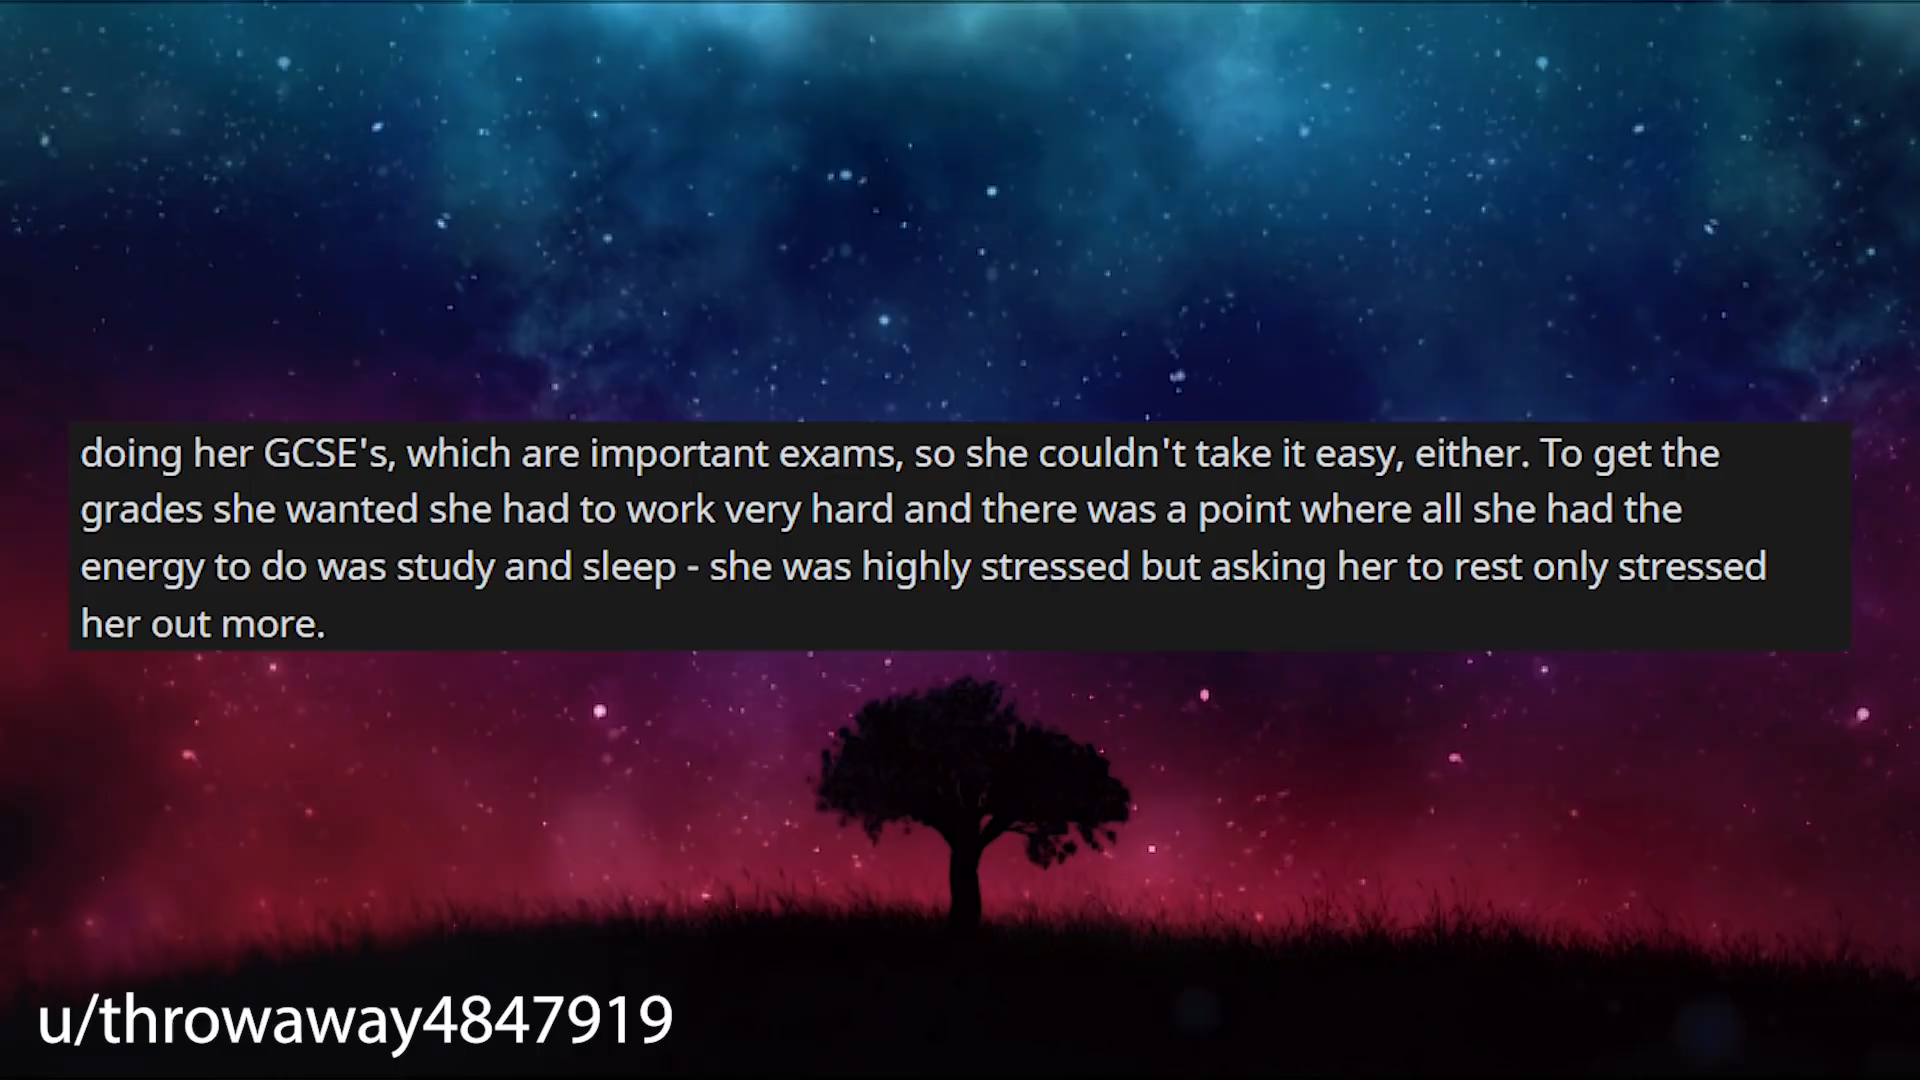 doing her GCSE's, which are important exams, so she couldn't take it easy, either. To get the
grades she wanted she had to work very hard and there was a point where all she had the
energy to do was study and sleep - she was highly stressed but asking her to rest only stressed
her out more.
u/throwaway4847919